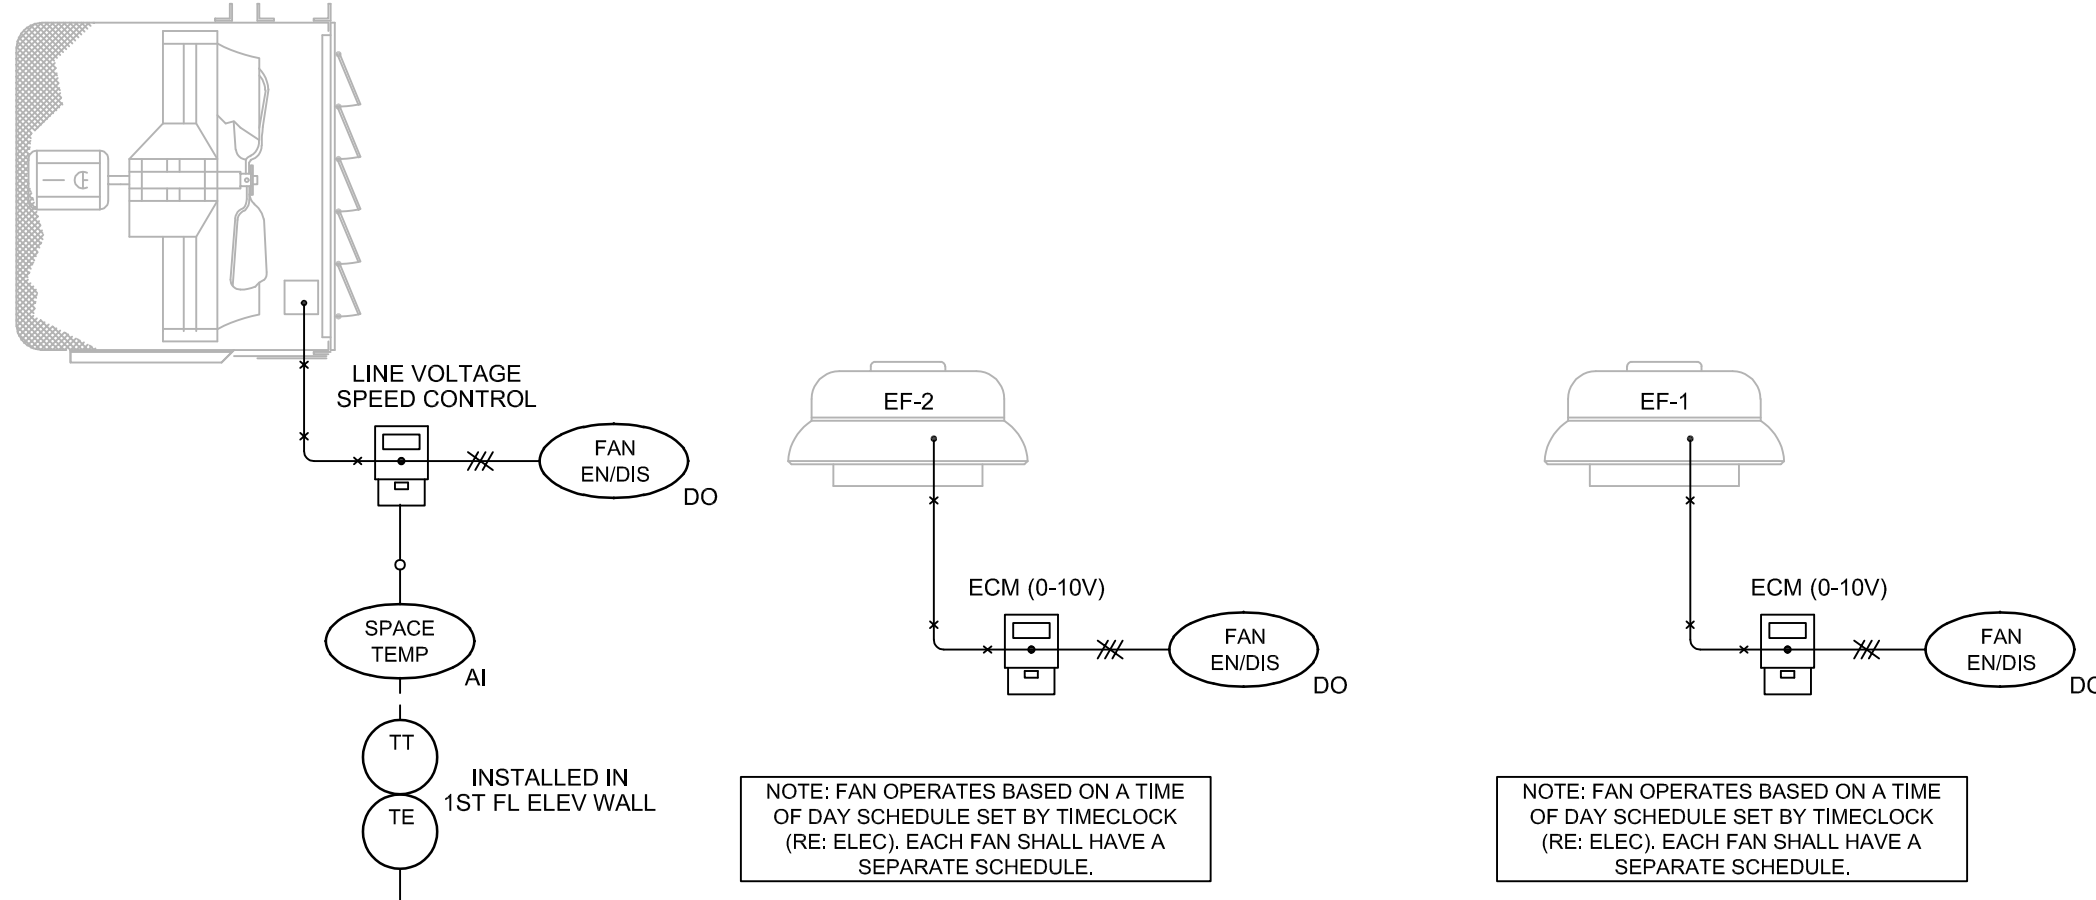 LINE VOLTAGE
SPEED CONTROL
FAN
EN/DIS
DO
SPACE
TEMP
AI
TT
TE
INSTALLED IN
1ST FL ELEV WALL
EF-2
ECM (0-10V)
FAN
EN/DIS
DO
NOTE: FAN OPERATES BASED ON A TIME
OF DAY SCHEDULE SET BY TIMECLOCK
(RE: ELEC). EACH FAN SHALL HAVE A
SEPARATE SCHEDULE.
EF-1
ECM (0-10V)
FAN
EN/DIS
DO
NOTE: FAN OPERATES BASED ON A TIME
OF DAY SCHEDULE SET BY TIMECLOCK
(RE: ELEC). EACH FAN SHALL HAVE A
SEPARATE SCHEDULE.